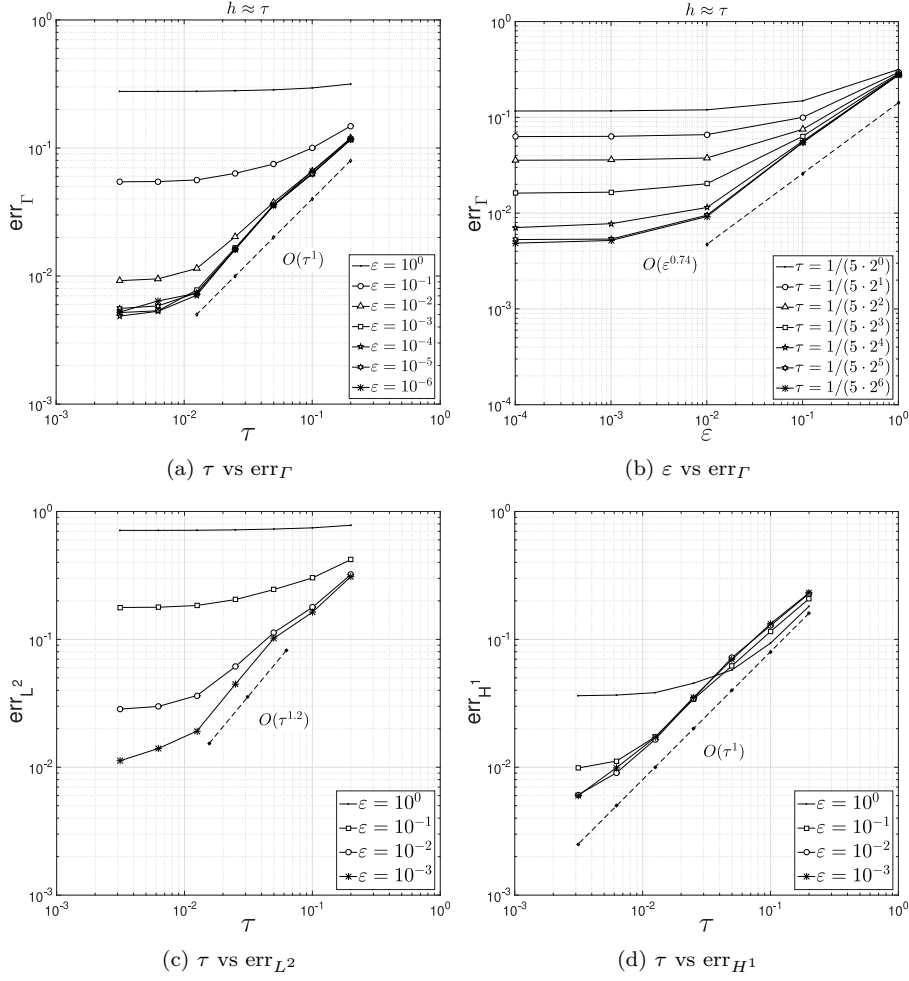 h ≈ τ
10^0
10^-1
10^-2
10^-3
err_Γ
O(τ^1)
ε = 10^0
ε = 10^-1
ε = 10^-2
ε = 10^-3
ε = 10^-4
ε = 10^-5
ε = 10^-6
10^-3 10^-2 10^-1 10^0
τ
(a) τ vs err_Γ
h ≈ τ
10^0
10^-1
10^-2
10^-3
10^-4
err_Γ
O(ε^0.74)
τ = 1/(5 · 2^0)
τ = 1/(5 · 2^1)
τ = 1/(5 · 2^2)
τ = 1/(5 · 2^3)
τ = 1/(5 · 2^4)
τ = 1/(5 · 2^5)
τ = 1/(5 · 2^6)
10^-4 10^-3 10^-2 10^-1 10^0
ε
(b) ε vs err_Γ
10^0
10^-1
10^-2
10^-3
err_L^2
O(τ^1.2)
ε = 10^0
ε = 10^-1
ε = 10^-2
ε = 10^-3
10^-3 10^-2 10^-1 10^0
τ
(c) τ vs err_L^2
10^0
10^-1
10^-2
10^-3
err_H^1
O(τ^1)
ε = 10^0
ε = 10^-1
ε = 10^-2
ε = 10^-3
10^-3 10^-2 10^-1 10^0
τ
(d) τ vs err_H^1